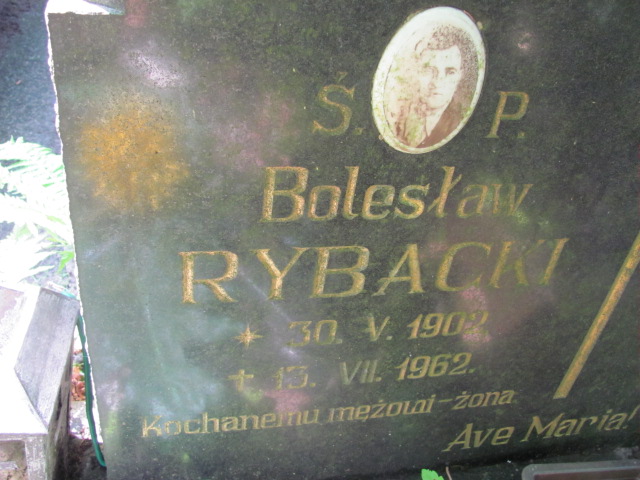 Ś. P.
Bolesław
RYBACKI
* 30. V. 1902.
+ 13. VII. 1962.
Kochanemu mężowi-żona
Ave Maria!